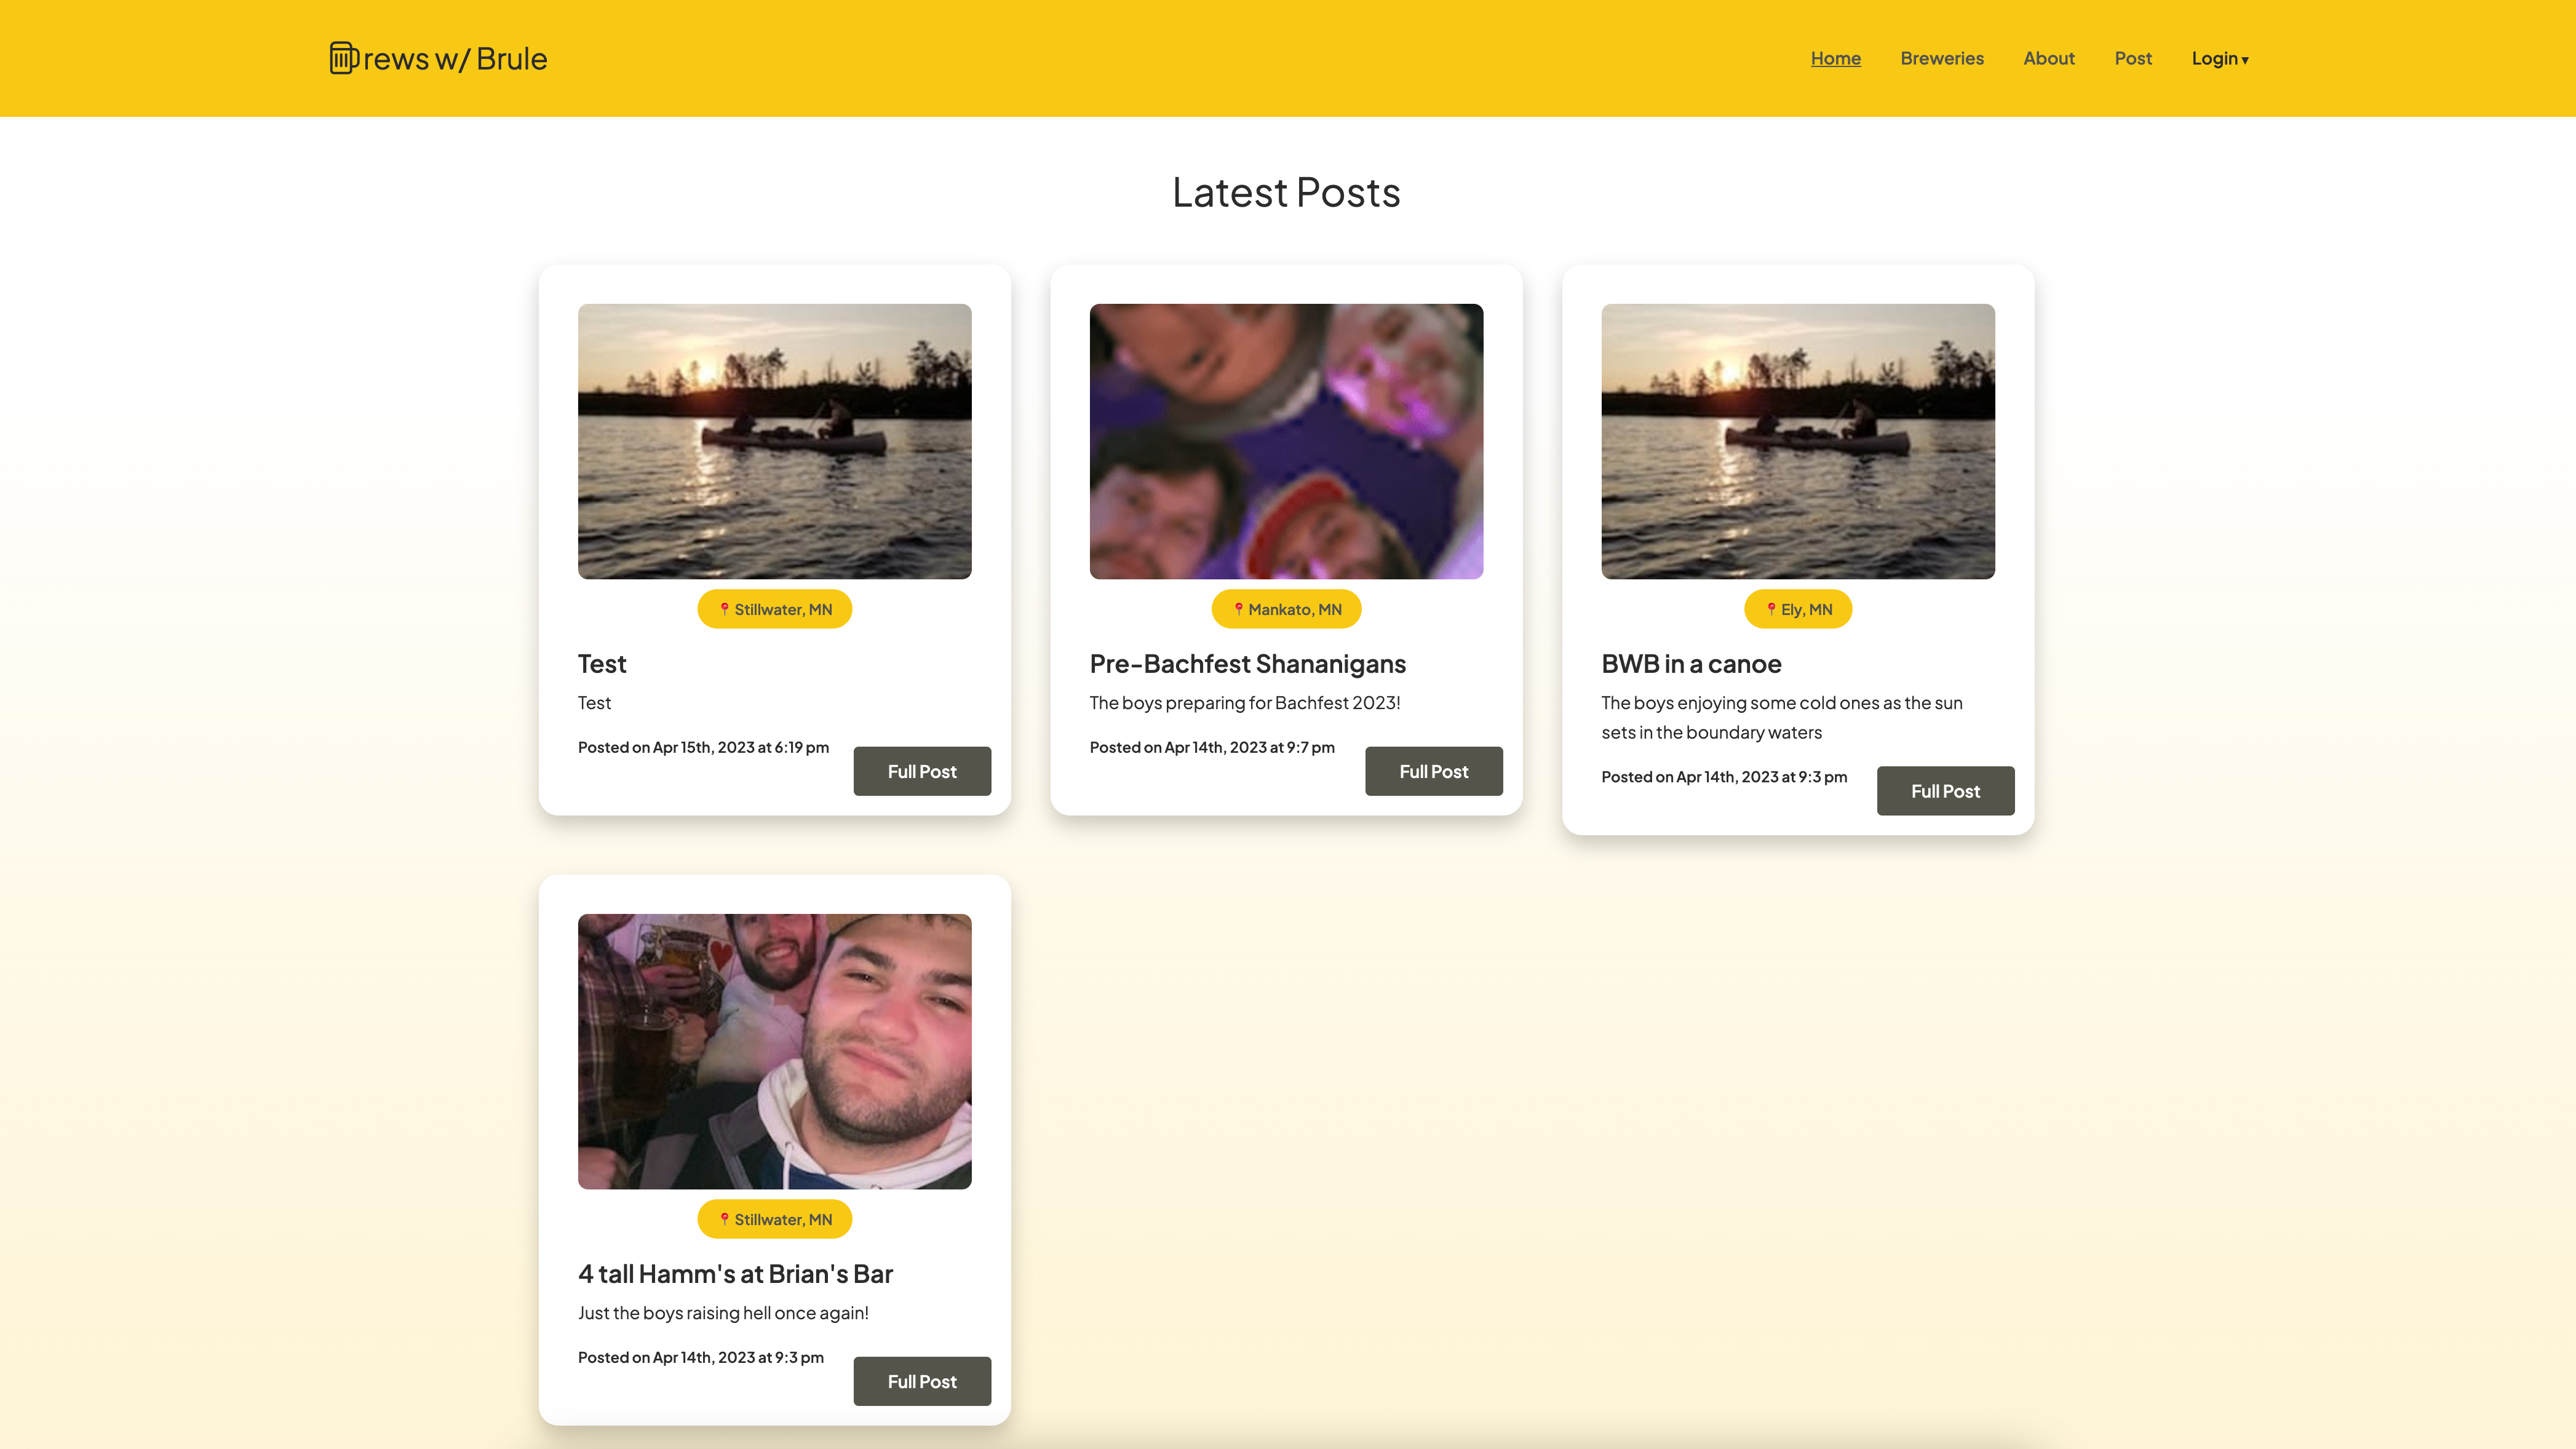 rews w/ Brule
Home Breweries About Post Login ▾
Latest Posts
Stillwater, MN
Test
Test
Posted on Apr 15th, 2023 at 6:19 pm
Full Post
Mankato, MN
Pre-Bachfest Shananigans
The boys preparing for Bachfest 2023!
Posted on Apr 14th, 2023 at 9:7 pm
Full Post
Ely, MN
BWB in a canoe
The boys enjoying some cold ones as the sun
sets in the boundary waters
Posted on Apr 14th, 2023 at 9:3 pm
Full Post
Stillwater, MN
4 tall Hamm's at Brian's Bar
Just the boys raising hell once again!
Posted on Apr 14th, 2023 at 9:3 pm
Full Post